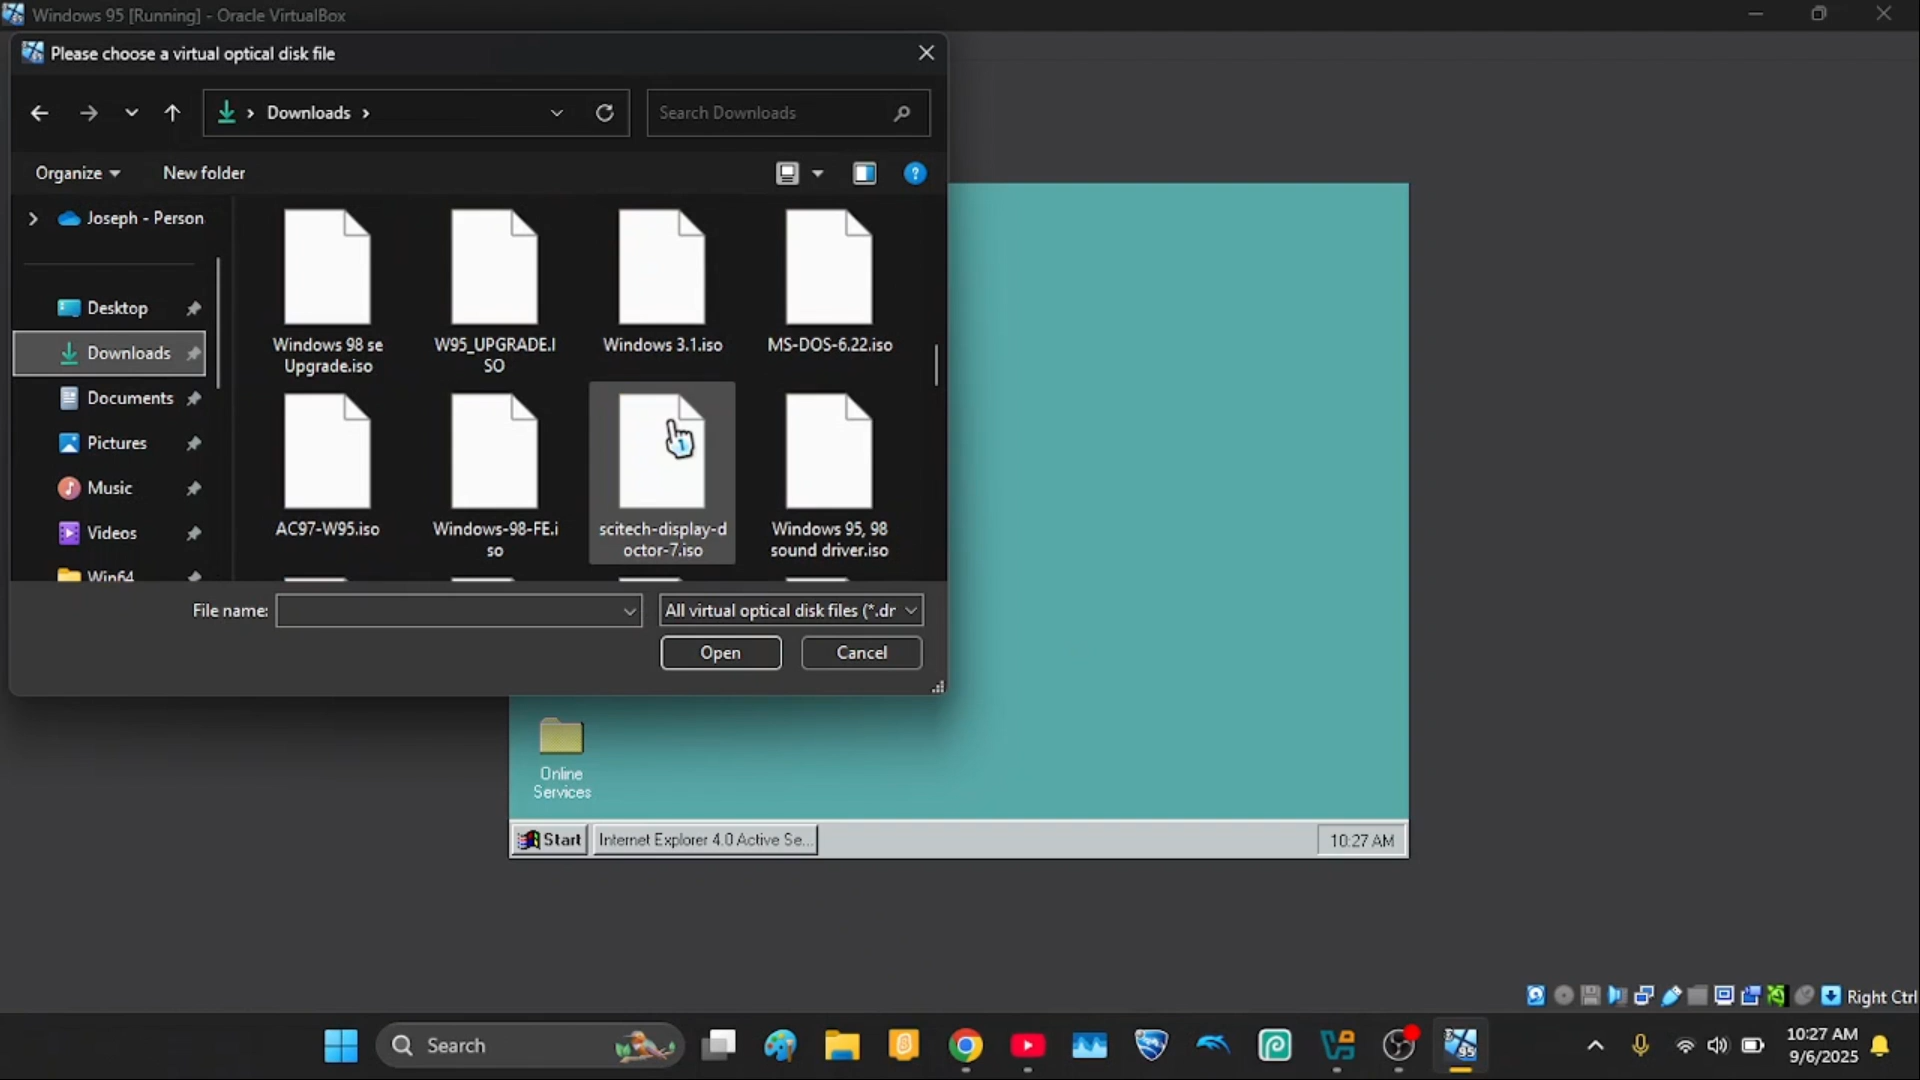 Windows 95 [Running] - Oracle VirtualBox
Please choose a virtual optical disk file
Downloads
Search Downloads
Organize
New folder
Joseph - Person
Desktop
Downloads
Documents
Pictures
Music
Videos
Win64
Windows 98 se
Upgrade.iso
W95_UPGRADE.I
SO
Windows 3.1.iso
MS-DOS-6.22.iso
AC97-W95.iso
Windows-98-FE.i
so
scitech-display-d
octor-7.iso
Windows 95, 98
sound driver.iso
File name:
All virtual optical disk files (*.dr
Open
Cancel
Online
Services
Start
Internet Explorer 4.0 Active Se...
10:27 AM
Right Ctrl
Search
95
10:27 AM
9/6/2025